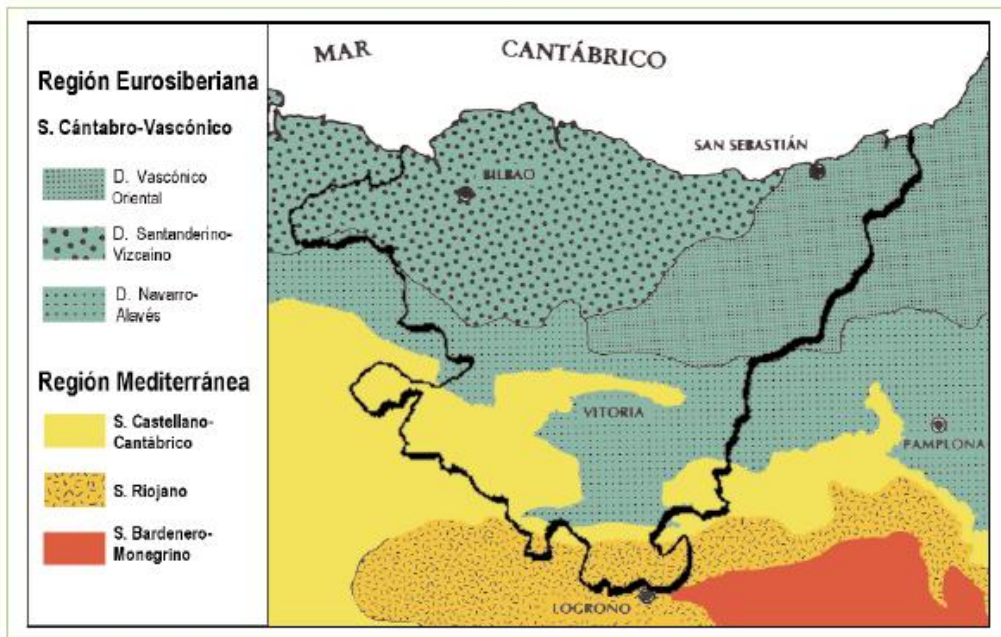 Región Eurosiberiana
S. Cántabro-Vascónico
D. Vascónico
Oriental
D. Santanderino-
Vizcaino
D. Navarro-
Alavés
Región Mediterránea
S. Castellano-
Cantábrico
S. Riojano
S. Bardenero-
Monegrino
MAR CANTÁBRICO
SAN SEBASTIÁN
BILBAO
VITORIA
PAMPLONA
LOGROÑO